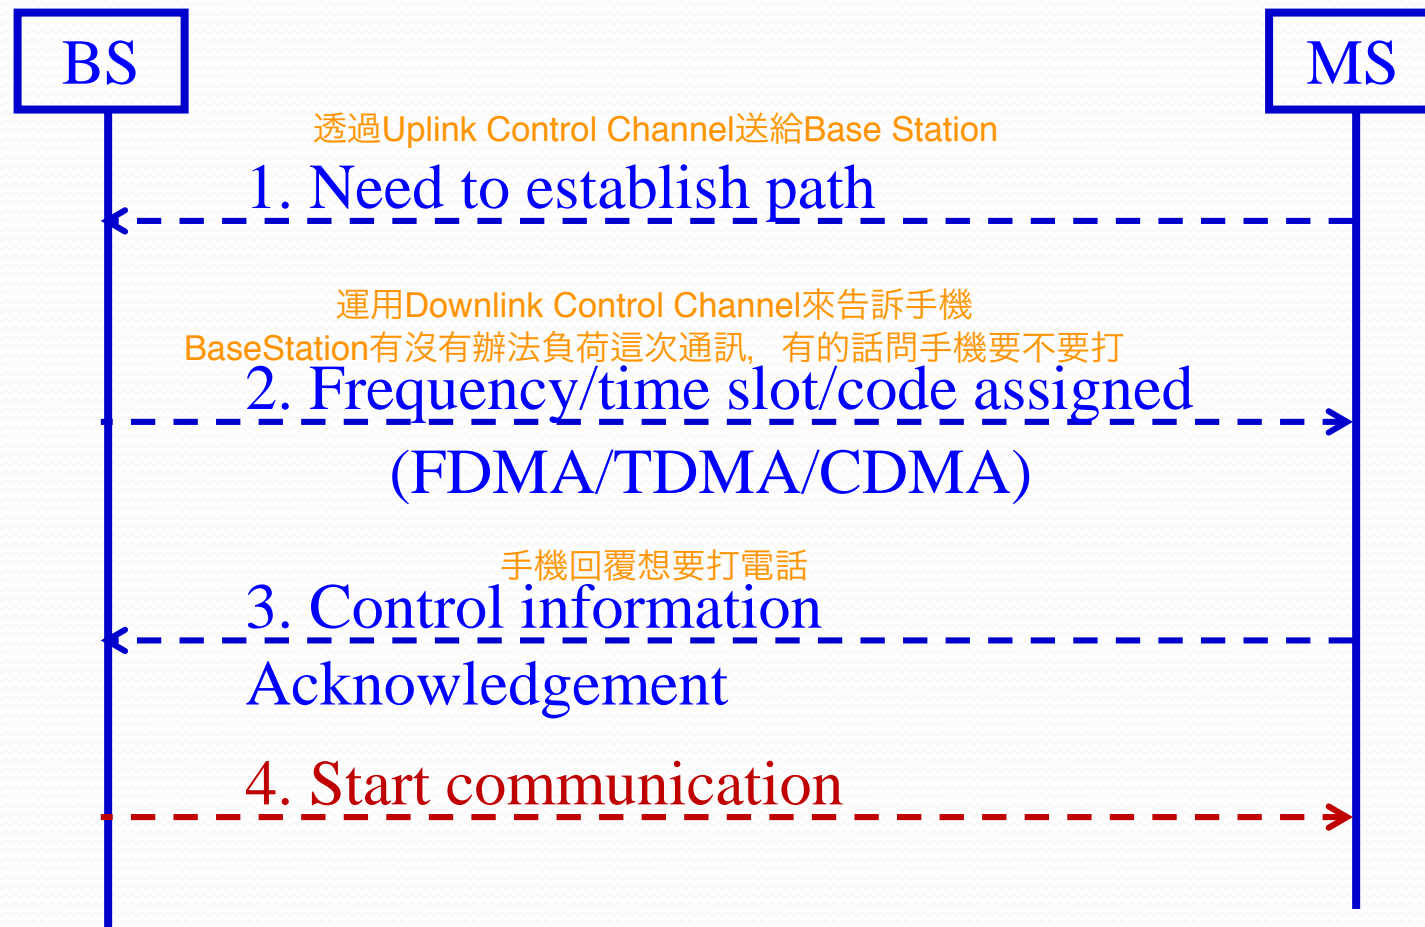 BS
MS
透過Uplink Control Channel送給Base Station
1. Need to establish path
運用Downlink Control Channel來告訴手機
BaseStation有沒有辦法負荷這次通訊，有的話問手機要不要打
2. Frequency/time slot/code assigned
(FDMA/TDMA/CDMA)
手機回覆想要打電話
3. Control information
Acknowledgement
4. Start communication